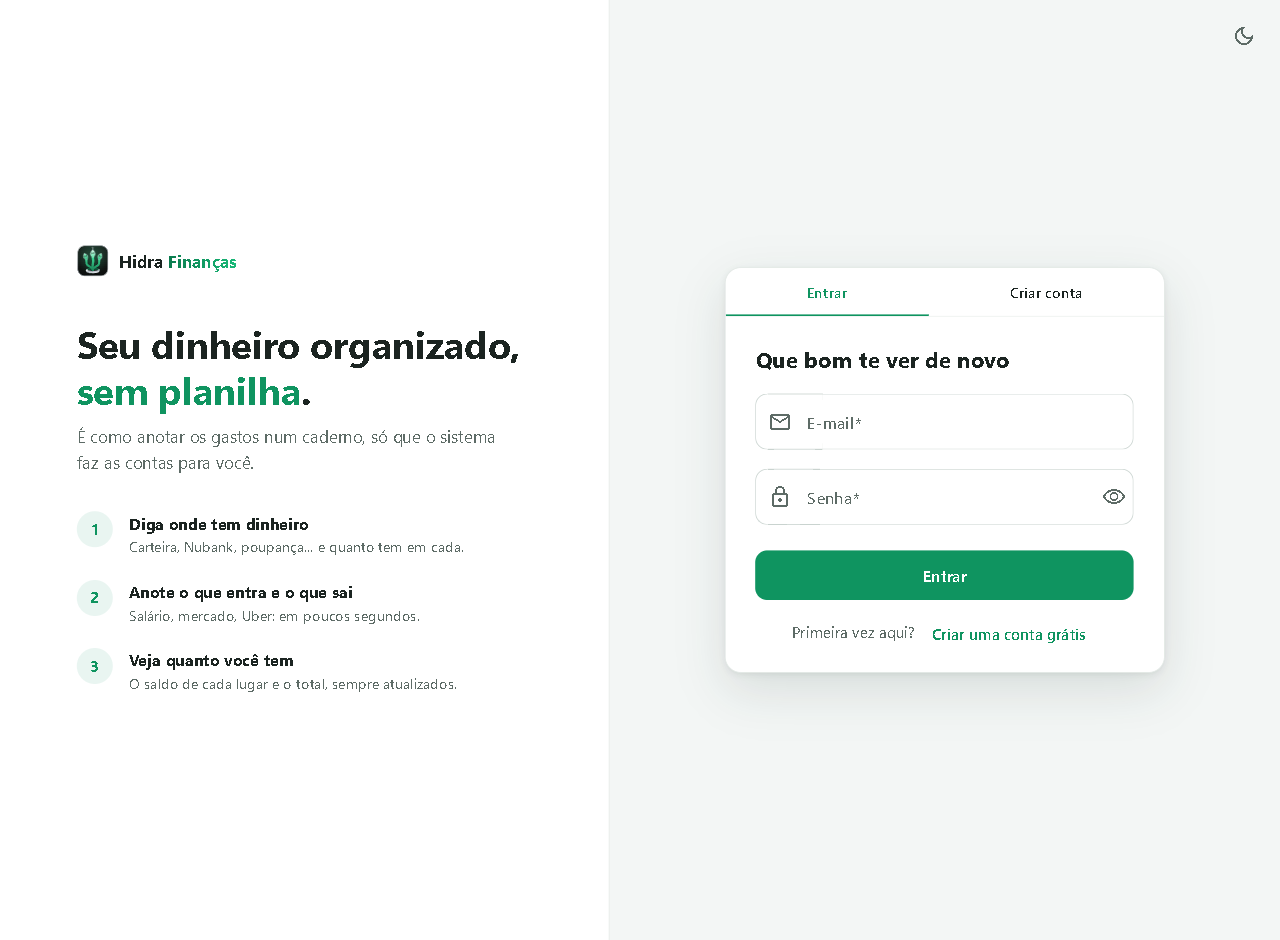 Hidra Finanças
Seu dinheiro organizado,
sem planilha.
É como anotar os gastos num caderno, só que o sistema
faz as contas para você.
1
Diga onde tem dinheiro
Carteira, Nubank, poupança... e quanto tem em cada.
2
Anote o que entra e o que sai
Salário, mercado, Uber: em poucos segundos.
3
Veja quanto você tem
O saldo de cada lugar e o total, sempre atualizados.
Entrar
Criar conta
Que bom te ver de novo
E-mail*
Senha*
Entrar
Primeira vez aqui? Criar uma conta grátis